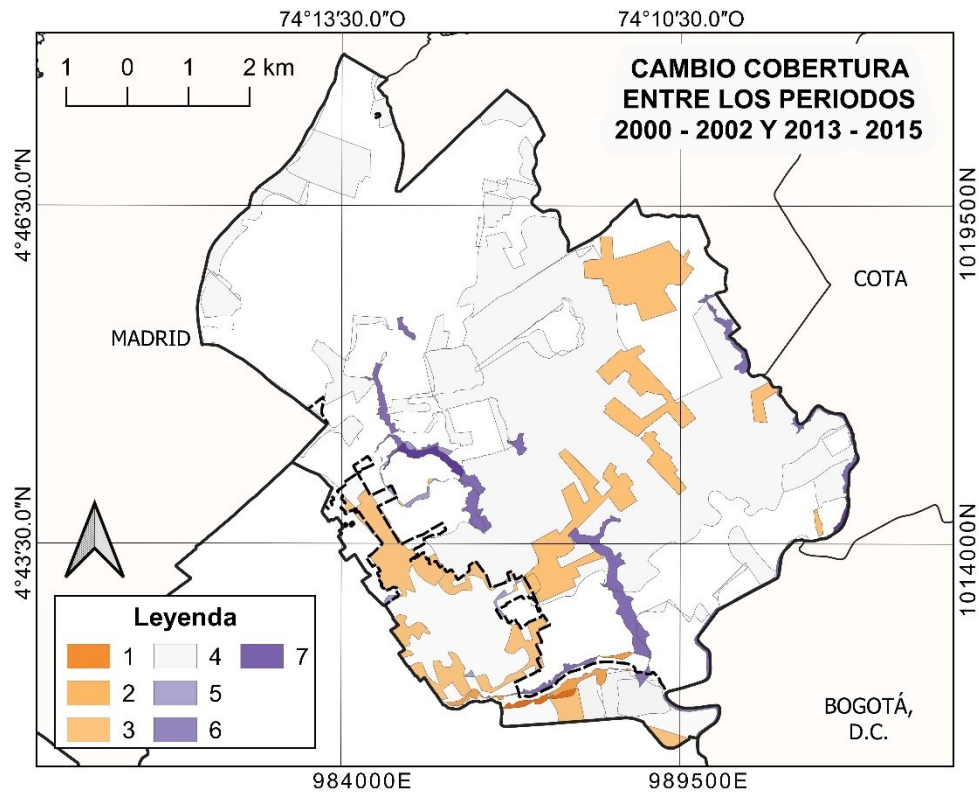 74°13′30.0″O
74°10′30.0″O
1 0 1 2 km
CAMBIO COBERTURA
ENTRE LOS PERIODOS
2000 - 2002 Y 2013 - 2015
4°46′30.0″N
1019500N
COTA
MADRID
4°43′30.0″N
1014000N
Leyenda
1 4 7
2 5
3 6
BOGOTÁ,
D.C.
984000E
989500E